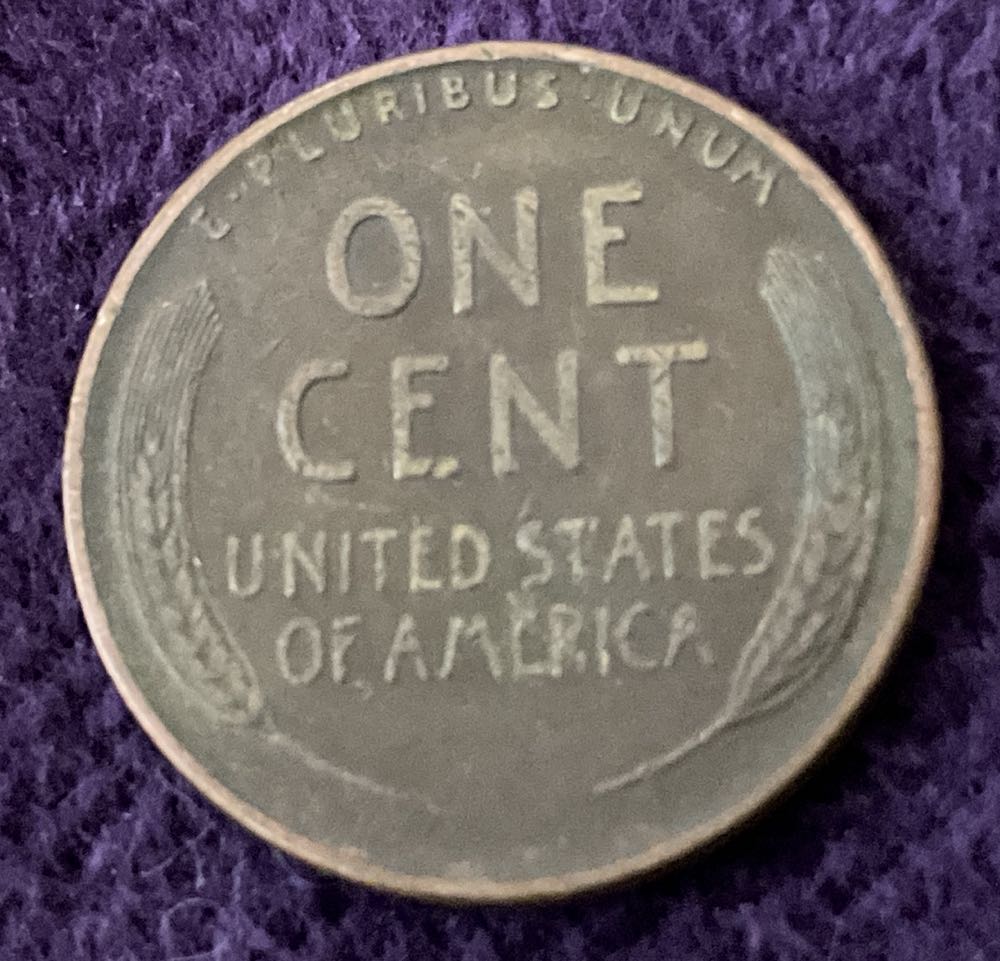 E·PLURIBUS·UNUM
ONE
CENT
UNITED STATES
OF AMERICA